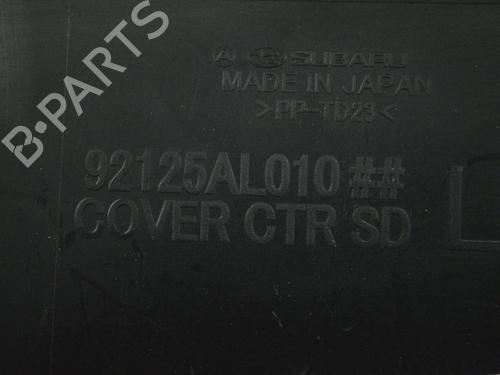 SUBARU
MADE IN JAPAN
>PP-TD23<
92125AL010##
COVER CTR SD
B-PARTS